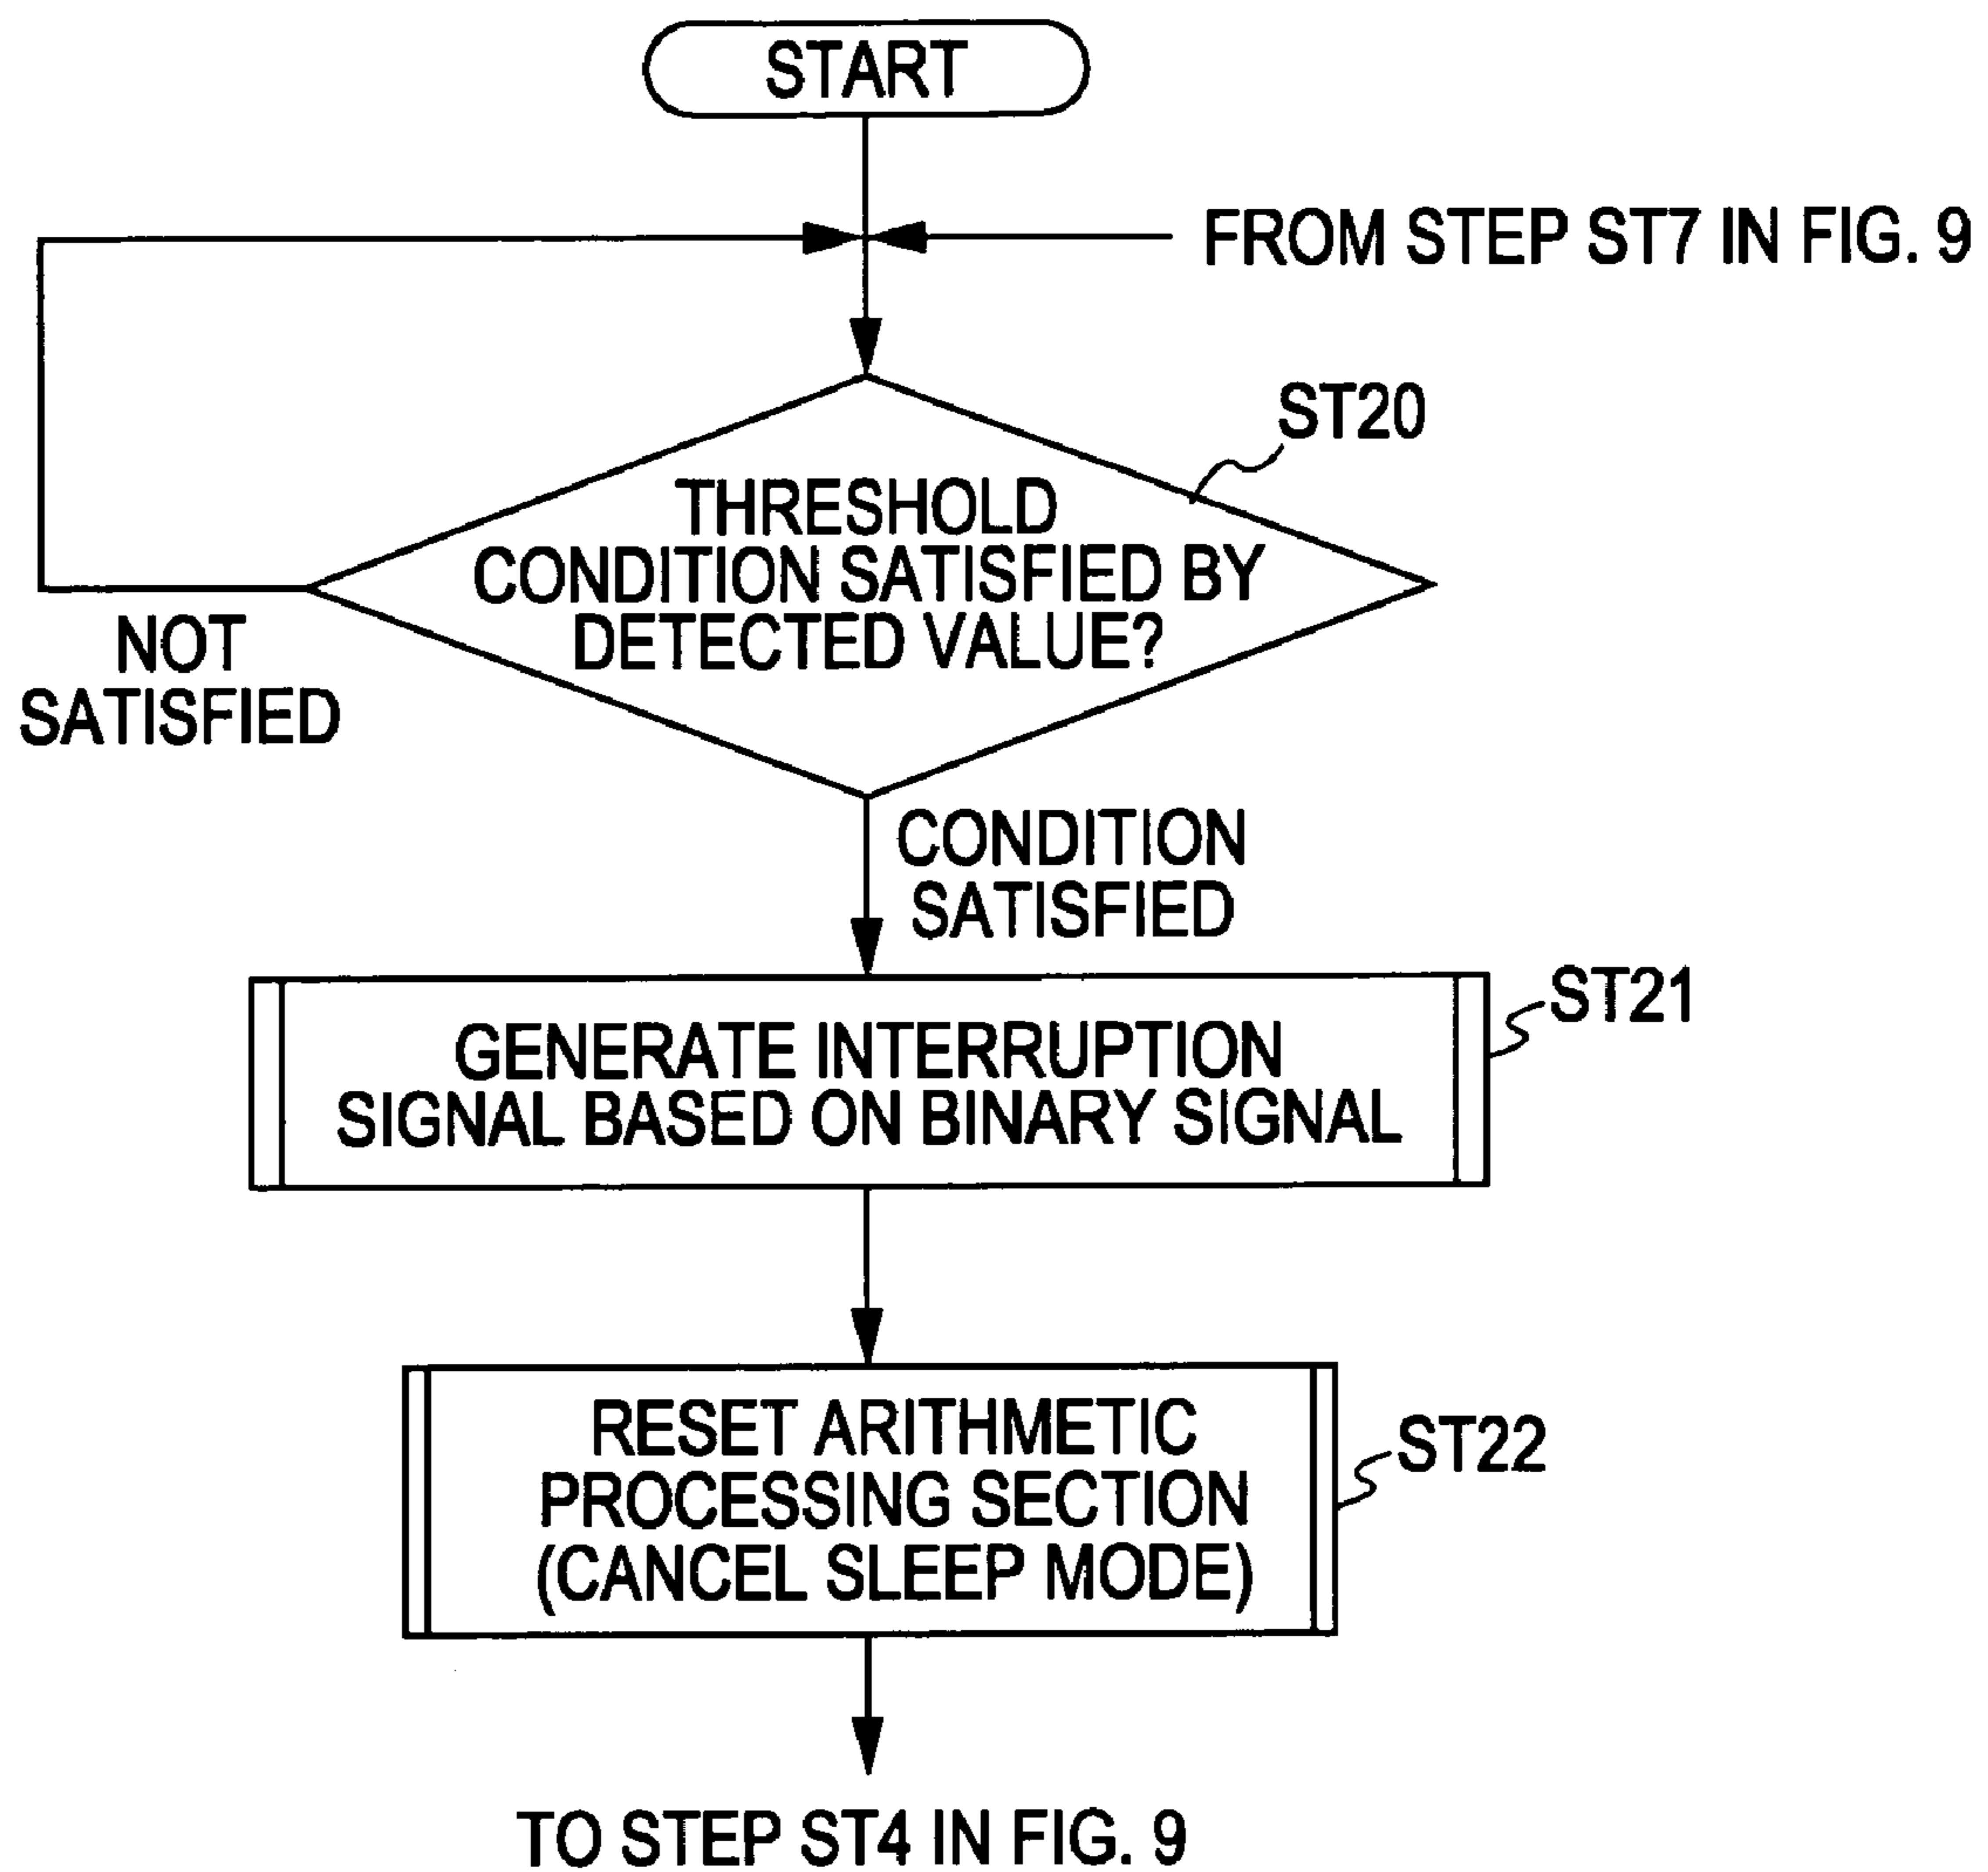 START
FROM STEP ST7 IN FIG. 9
ST20
THRESHOLD
CONDITION SATISFIED BY
DETECTED VALUE?
NOT
SATISFIED
CONDITION
SATISFIED
ST21
GENERATE INTERRUPTION
SIGNAL BASED ON BINARY SIGNAL
ST22
RESET ARITHMETIC
PROCESSING SECTION
(CANCEL SLEEP MODE)
TO STEP ST4 IN FIG. 9